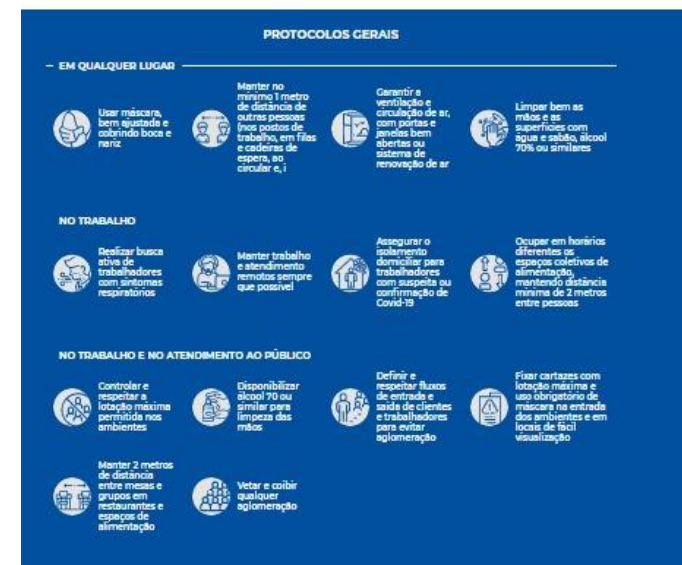 PROTOCOLOS GERAIS
EM QUALQUER LUGAR
Usar máscara,
bem ajustada e
cobrindo boca e
nariz
Manter no
mínimo 1 metro
de distância de
outras pessoas
(nos postos de
trabalho, em filas
e cadeiras de
espera, ao
circular e, i
Garantir a
ventilação e
circulação de ar,
com portas e
janelas bem
abertas ou
sistema de
renovação de ar
Limpar bem as
mãos e as
superfícies com
água e sabão, álcool
70% ou similares
NO TRABALHO
Realizar busca
ativa de
trabalhadores
com sintomas
respiratórios
Manter trabalho
e atendimento
remotos sempre
que possível
Assegurar o
isolamento
domiciliar para
trabalhadores
com suspeita ou
confirmação de
Covid-19
Ocupar em horários
diferentes os
espaços coletivos de
alimentação,
mantendo distância
mínima de 2 metros
entre pessoas
NO TRABALHO E NO ATENDIMENTO AO PÚBLICO
Controlar e
respeitar a
lotação máxima
permitida nos
ambientes
Disponibilizar
álcool 70 ou
similar para
limpeza das
mãos
Definir e
respeitar fluxos
de entrada e
saída de clientes
e trabalhadores
para evitar
aglomeração
Fixar cartazes com
lotação máxima e
uso obrigatório de
máscara na entrada
dos ambientes e em
locais de fácil
visualização
Manter 2 metros
de distância
entre mesas e
grupos em
restaurantes e
espaços de
alimentação
Vetar e coibir
qualquer
aglomeração